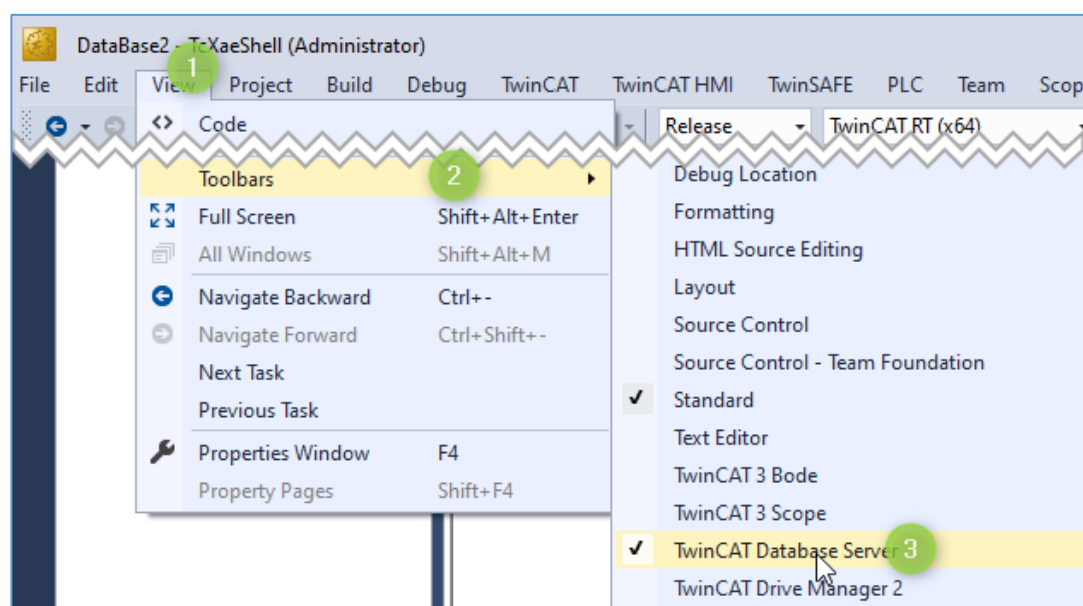 DataBase2 - TcXaeShell (Administrator)
1
File Edit View Project Build Debug TwinCAT TwinCAT HMI TwinSAFE PLC Team Scop
Code Release TwinCAT RT (x64)
Toolbars 2
Full Screen Shift+Alt+Enter
All Windows Shift+Alt+M
Navigate Backward Ctrl+-
Navigate Forward Ctrl+Shift+-
Next Task
Previous Task
Properties Window F4
Property Pages Shift+F4
Debug Location
Formatting
HTML Source Editing
Layout
Source Control
Source Control - Team Foundation
Standard
Text Editor
TwinCAT 3 Bode
TwinCAT 3 Scope
TwinCAT Database Server 3
TwinCAT Drive Manager 2